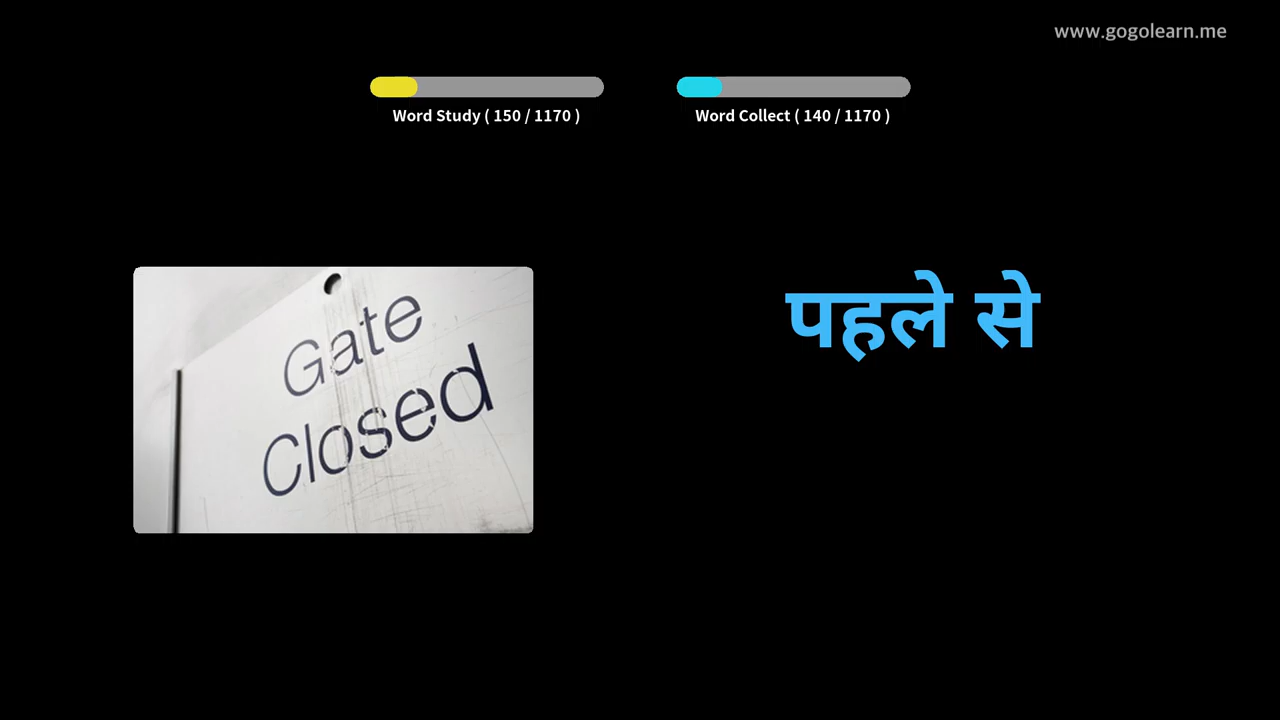 www.gogolearn.me
Word Study ( 150 / 1170 )
Word Collect ( 140 / 1170 )
Gate
Closed
पहले से